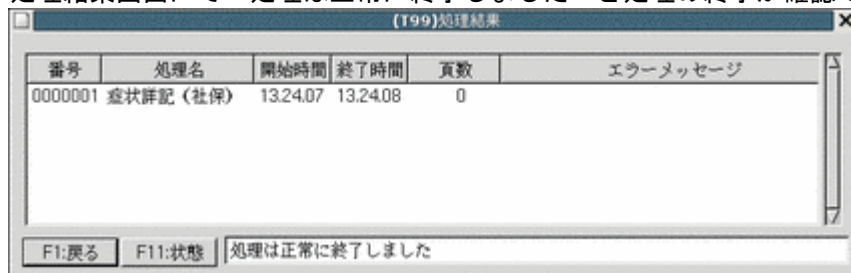 (T99)処理結果
番号 処理名 開始時間 終了時間 頁数 エラーメッセージ
0000001 症状詳記（社保） 13.24.07 13.24.08 0
F1:戻る F11:状態 処理は正常に終了しました